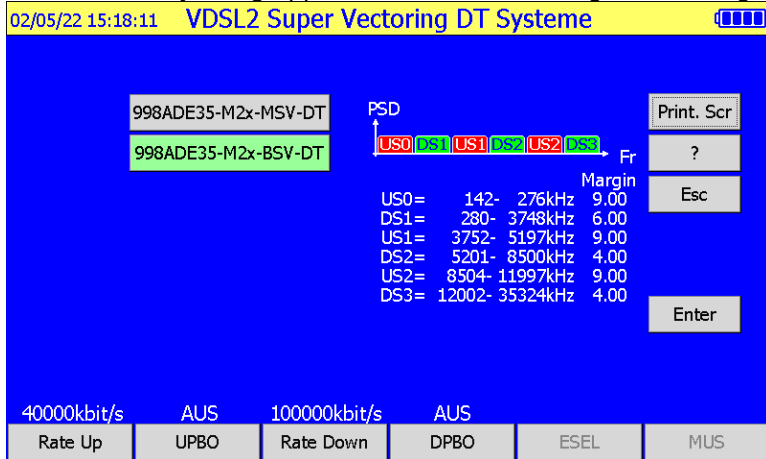 02/05/22 15:18:11 VDSL2 Super Vectoring DT Systeme
998ADE35-M2x-MSV-DT
998ADE35-M2x-BSV-DT
PSD
US0 DS1 US1 DS2 US2 DS3
Fr
Margin
US0= 142- 276kHz 9.00
DS1= 280- 3748kHz 6.00
US1= 3752- 5197kHz 9.00
DS2= 5201- 8500kHz 4.00
US2= 8504- 11997kHz 9.00
DS3= 12002- 35324kHz 4.00
Print. Scr
?
Esc
Enter
40000kbit/s AUS 100000kbit/s AUS
Rate Up UPBO Rate Down DPBO ESEL MUS